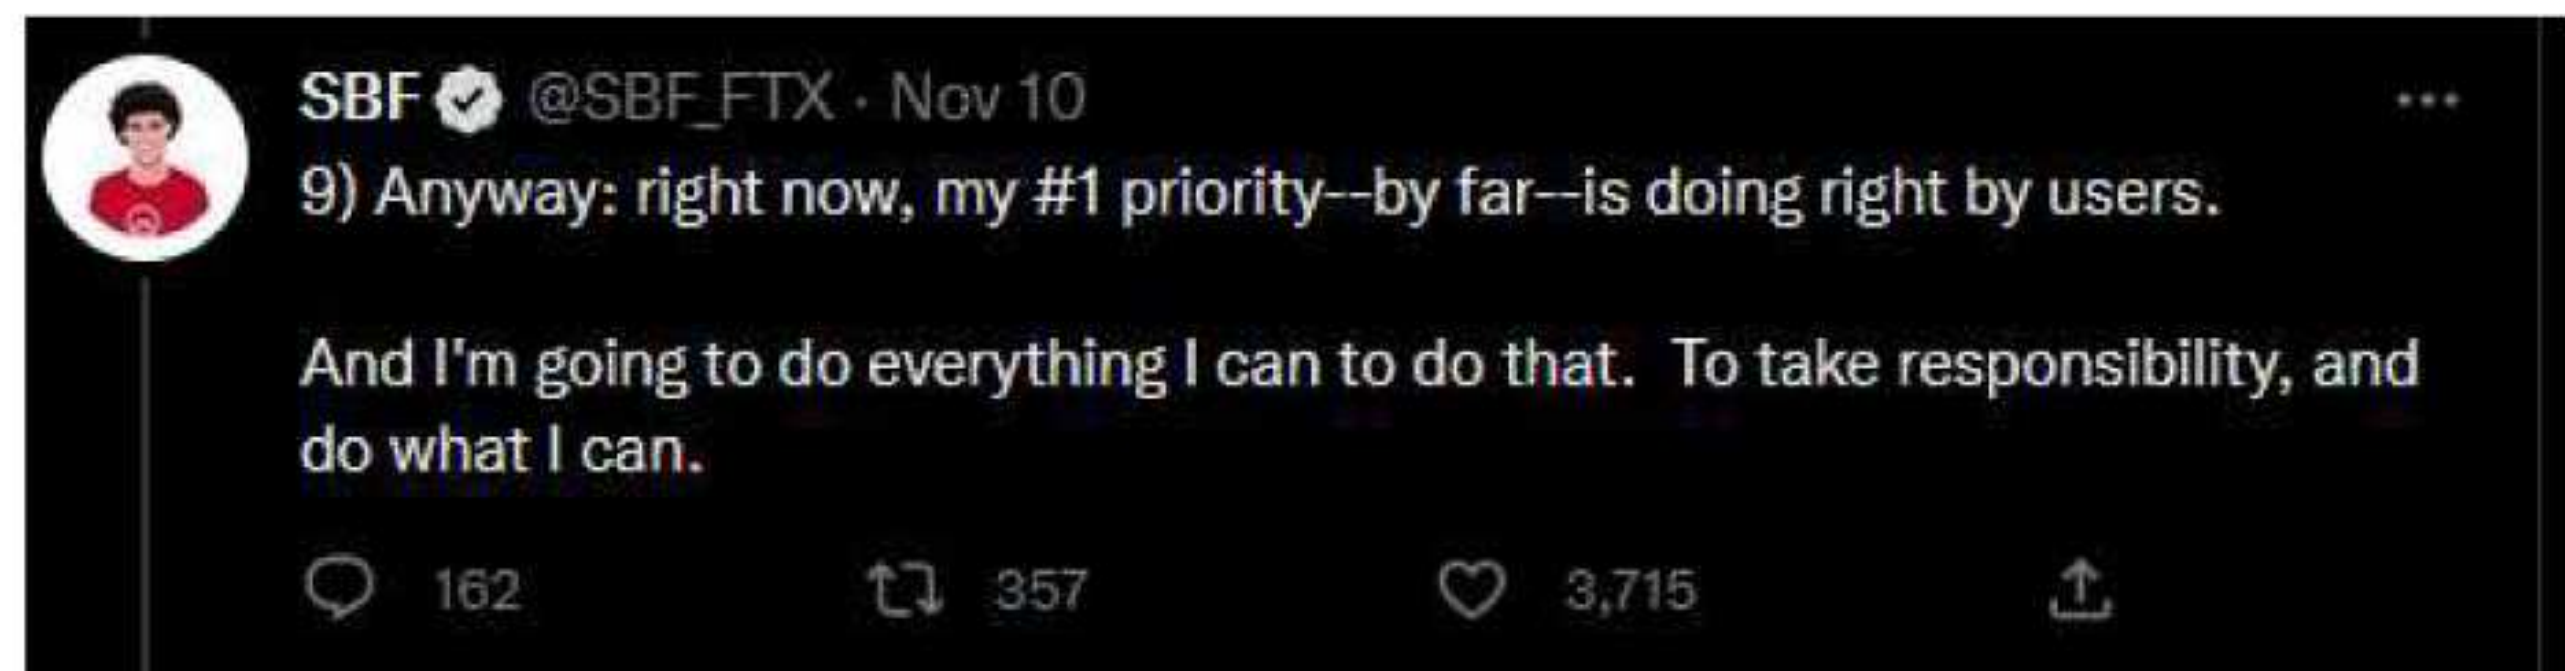 SBF @SBF_FTX · Nov 10
9) Anyway: right now, my #1 priority--by far--is doing right by users.
And I'm going to do everything I can to do that.  To take responsibility, and
do what I can.
162 357 3,715